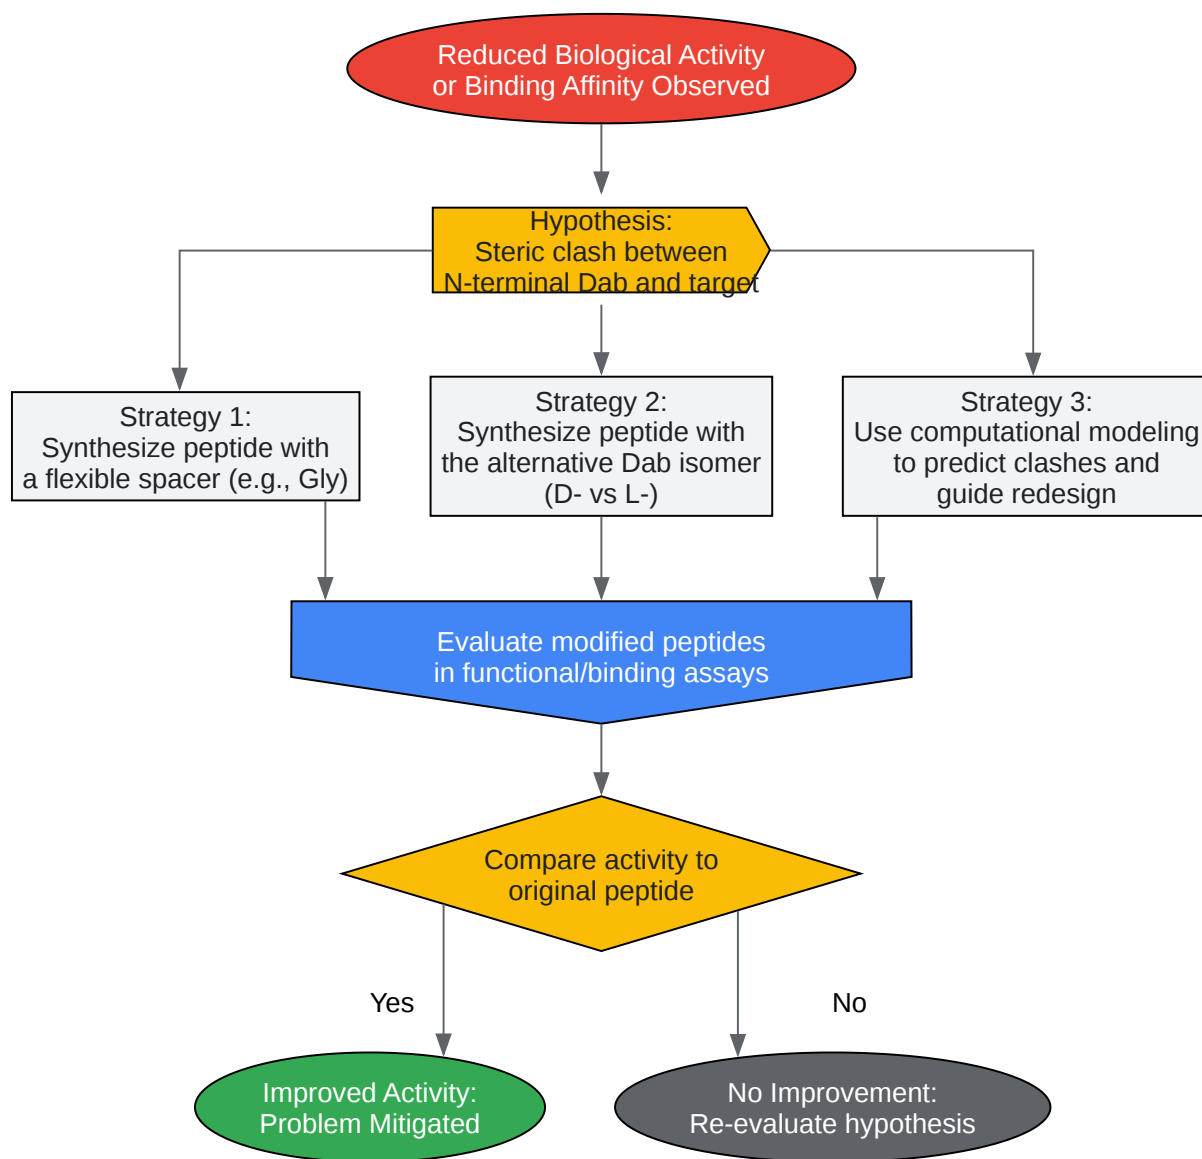 Reduced Biological Activity
or Binding Affinity Observed
Hypothesis:
Steric clash between
N-terminal Dab and target
Strategy 1:
Synthesize peptide with
a flexible spacer (e.g., Gly)
Strategy 2:
Synthesize peptide with
the alternative Dab isomer
(D- vs L-)
Strategy 3:
Use computational modeling
to predict clashes and
guide redesign
Evaluate modified peptides
in functional/binding assays
Compare activity to
original peptide
Yes
No
Improved Activity:
Problem Mitigated
No Improvement:
Re-evaluate hypothesis